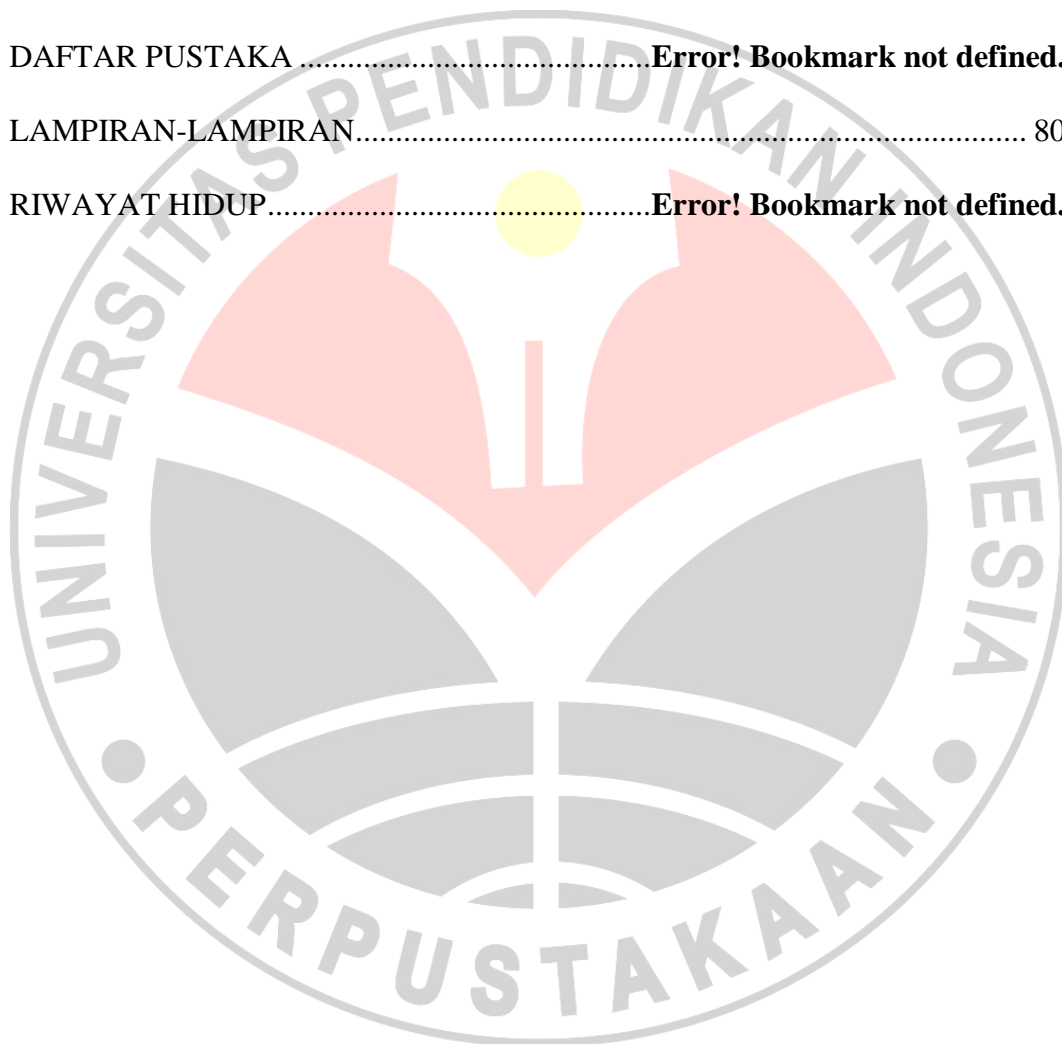 DAFTAR PUSTAKA ............................................. Error! Bookmark not defined.
LAMPIRAN-LAMPIRAN..................................................................................... 80
RIWAYAT HIDUP................................................. Error! Bookmark not defined.
UNIVERSITAS PENDIDIKAN INDONESIA
PERPUSTAKAAN